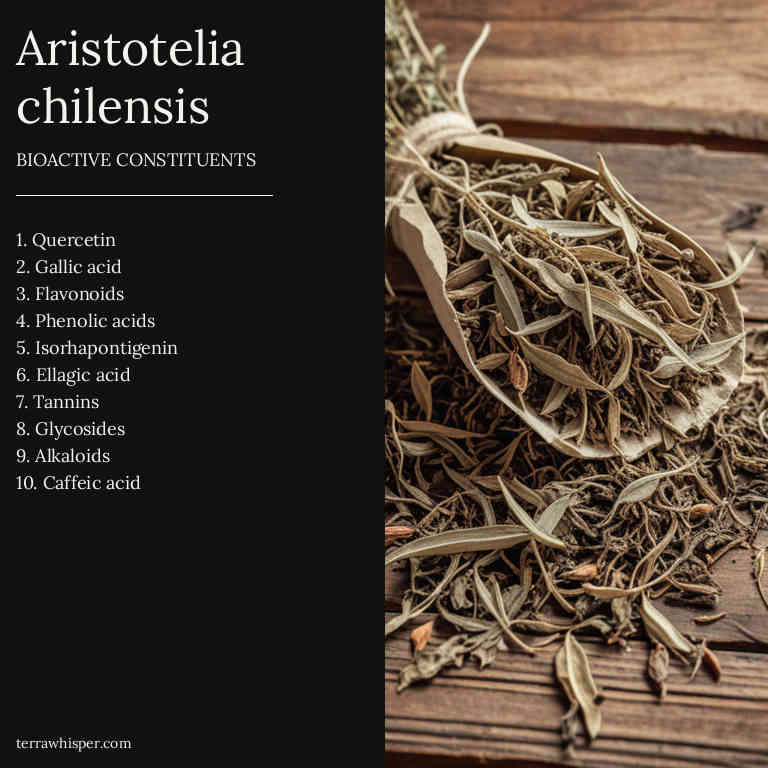 Aristotelia
chilensis
BIOACTIVE CONSTITUENTS
1. Quercetin
2. Gallic acid
3. Flavonoids
4. Phenolic acids
5. Isorhapontigenin
6. Ellagic acid
7. Tannins
8. Glycosides
9. Alkaloids
10. Caffeic acid
terrawhisper.com